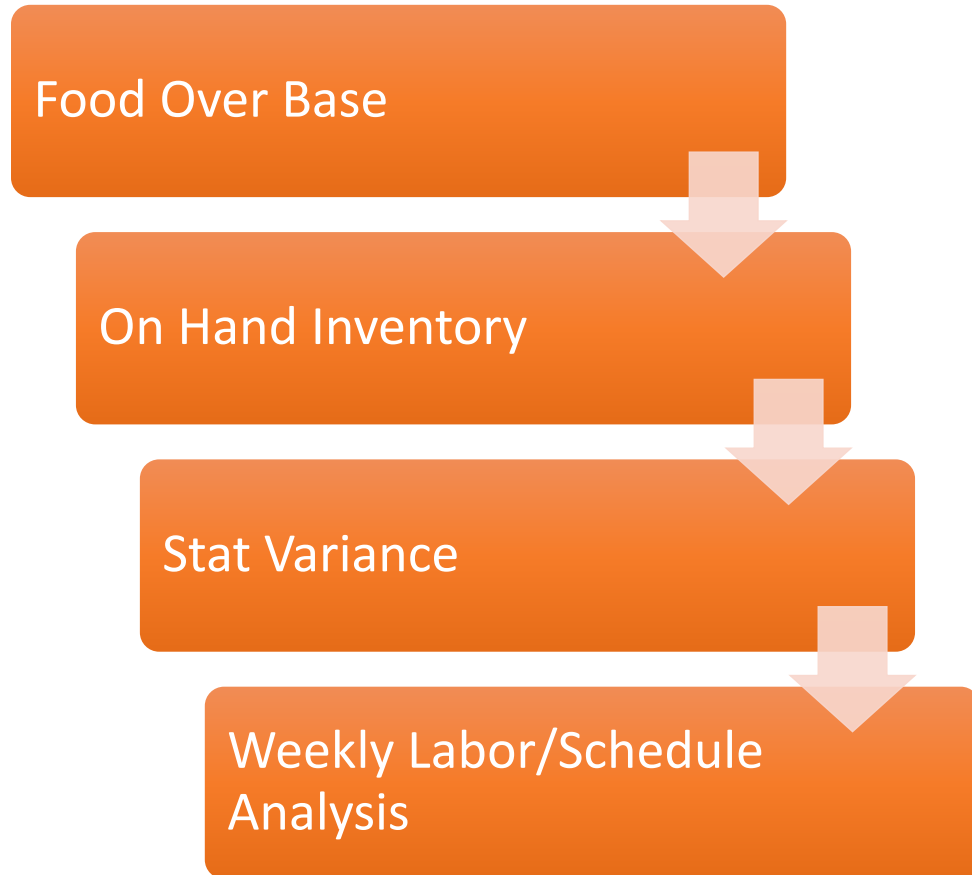 Food Over Base
On Hand Inventory
Stat Variance
Weekly Labor/Schedule
Analysis